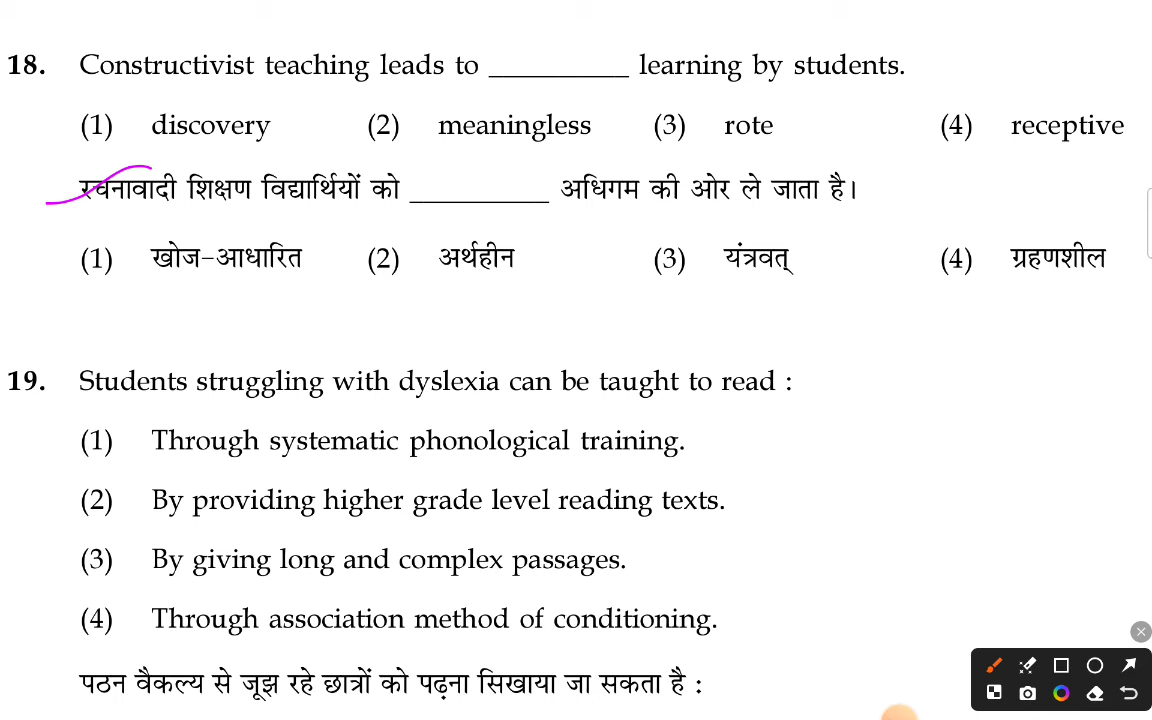 18. Constructivist teaching leads to __________ learning by students.
(1) discovery (2) meaningless (3) rote (4) receptive
रचनावादी शिक्षण विद्यार्थियों को __________ अधिगम की ओर ले जाता है।
(1) खोज-आधारित (2) अर्थहीन (3) यंत्रवत् (4) ग्रहणशील
19. Students struggling with dyslexia can be taught to read :
(1) Through systematic phonological training.
(2) By providing higher grade level reading texts.
(3) By giving long and complex passages.
(4) Through association method of conditioning.
पठन वैकल्य से जूझ रहे छात्रों को पढ़ना सिखाया जा सकता है :